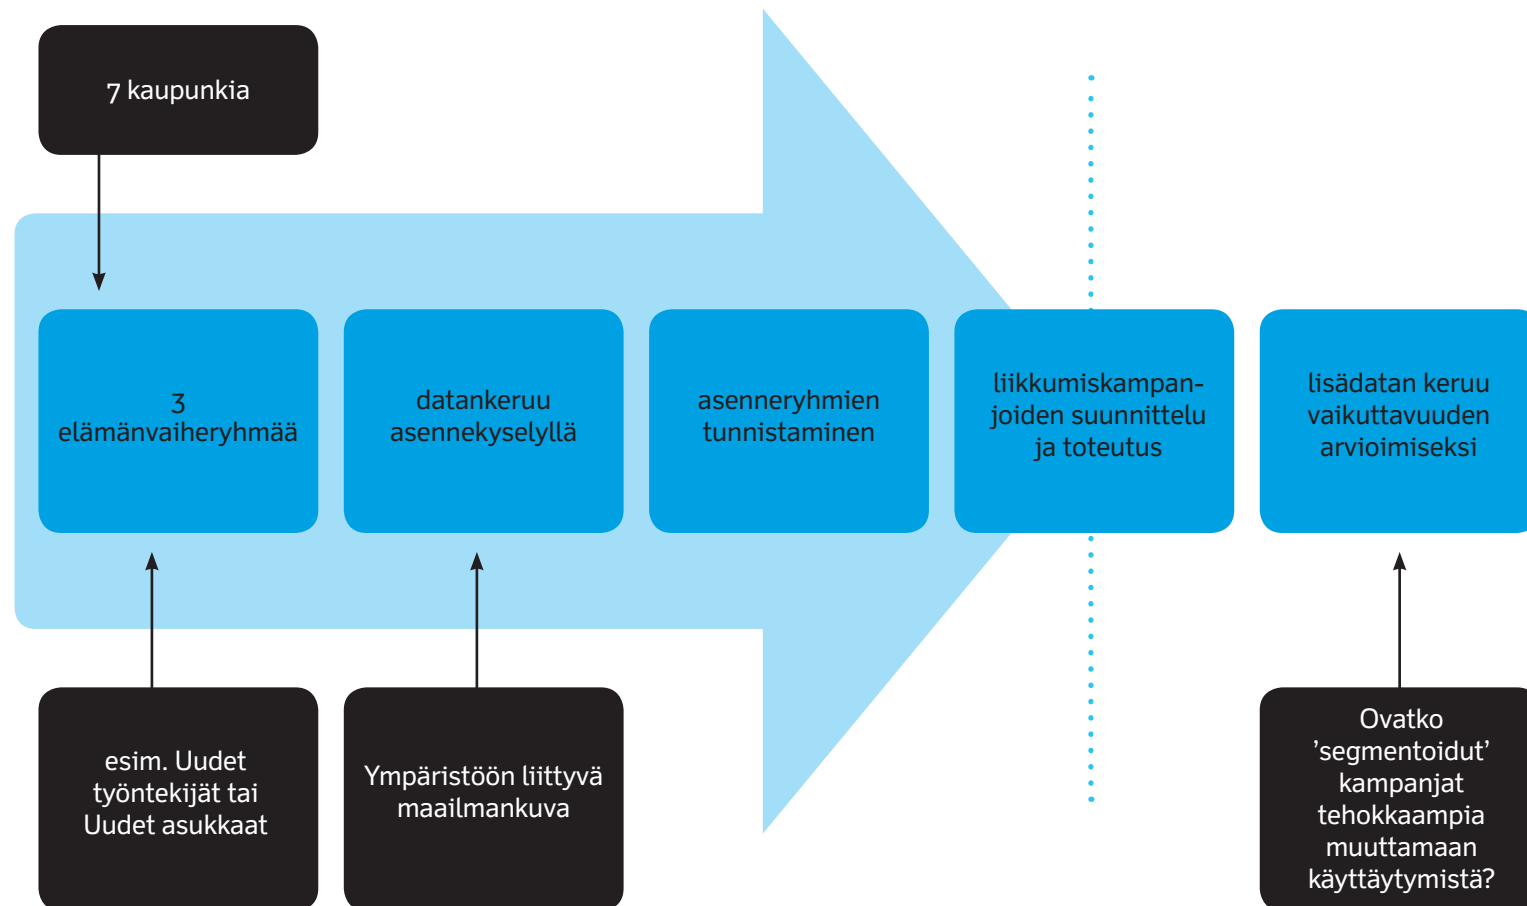 7 kaupunkia
3
elämänvaiheryhmää
datankeruu
asennekyselyllä
asenneryhmien
tunnistaminen
liikkumiskampan-
joiden suunnittelu
ja toteutus
lisädatan keruu
vaikuttavuuden
arvioimiseksi
esim. Uudet
työntekijät tai
Uudet asukkaat
Ympäristöön liittyvä
maailmankuva
Ovatko
’segmentoidut’
kampanjat
tehokkaampia
muuttamaan
käyttäytymistä?